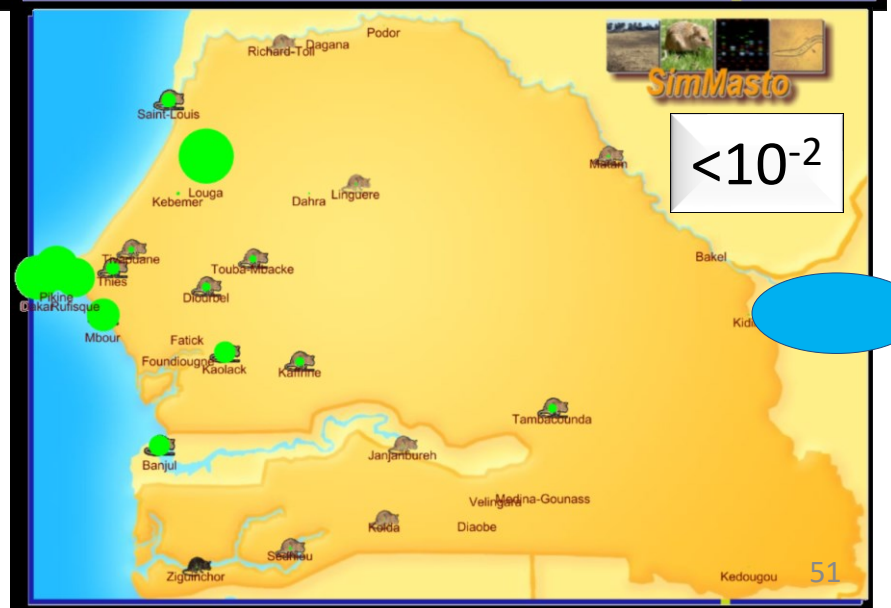 Podor
Richard-Toll
Dagana
SimMasto
Saint-Louis
<10-2
Matam
Louga
Kebemer
Dahra
Linguere
Tivaouane
Bakel
Thies
Touba-Mbacke
Pikine
Diourbel
Dakar
Rufisque
Mbour
Fatick
Foundiougne
Kaolack
Kaffrine
Tambacounda
Banjul
Janjanbureh
Velingara
Medina-Gounass
Kolda
Diaobe
Sedhiou
Ziguinchor
Kedougou
51